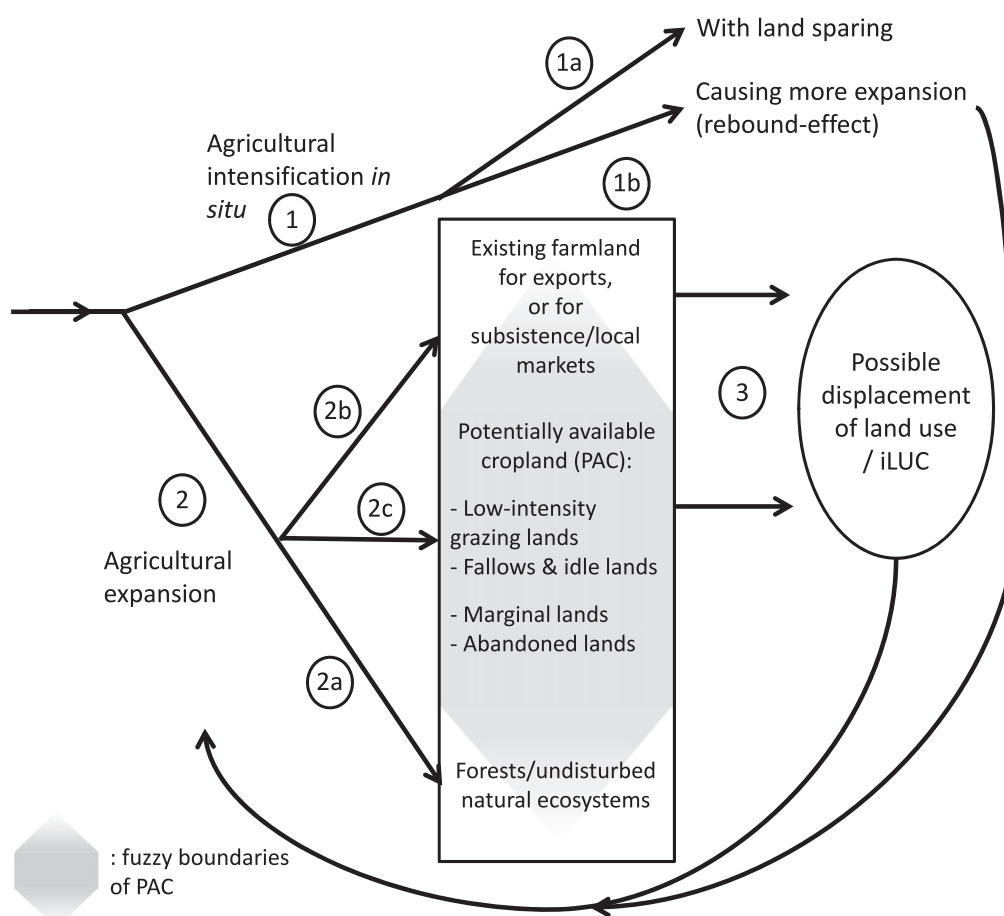 With land sparing
1a
Causing more expansion
(rebound-effect)
Agricultural
intensification in
situ
1
1b
Existing farmland
for exports,
or for
subsistence/local
markets
2b
3
Possible
displacement
of land use
/ iLUC
Potentially available
cropland (PAC):
2
2c
- Low-intensity
grazing lands
- Fallows & idle lands
Agricultural
expansion
- Marginal lands
- Abandoned lands
2a
Forests/undisturbed
natural ecosystems
: fuzzy boundaries
of PAC